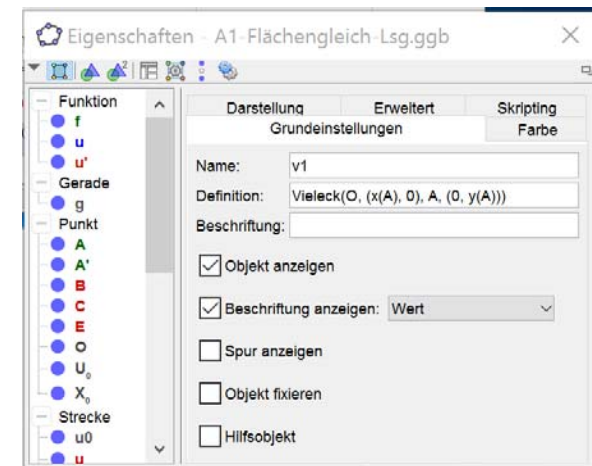 Eigenschaften - A1-Flächengleich-Lsg.ggb
Funktion
f
u
u'
Gerade
g
Punkt
A
A'
B
C
E
O
U₀
X₀
Strecke
u0
u
Darstellung Erweitert Skripting
Grundeinstellungen Farbe
Name: v1
Definition: Vieleck(O, (x(A), 0), A, (0, y(A)))
Beschriftung:
Objekt anzeigen
Beschriftung anzeigen: Wert
Spur anzeigen
Objekt fixieren
Hilfsobjekt